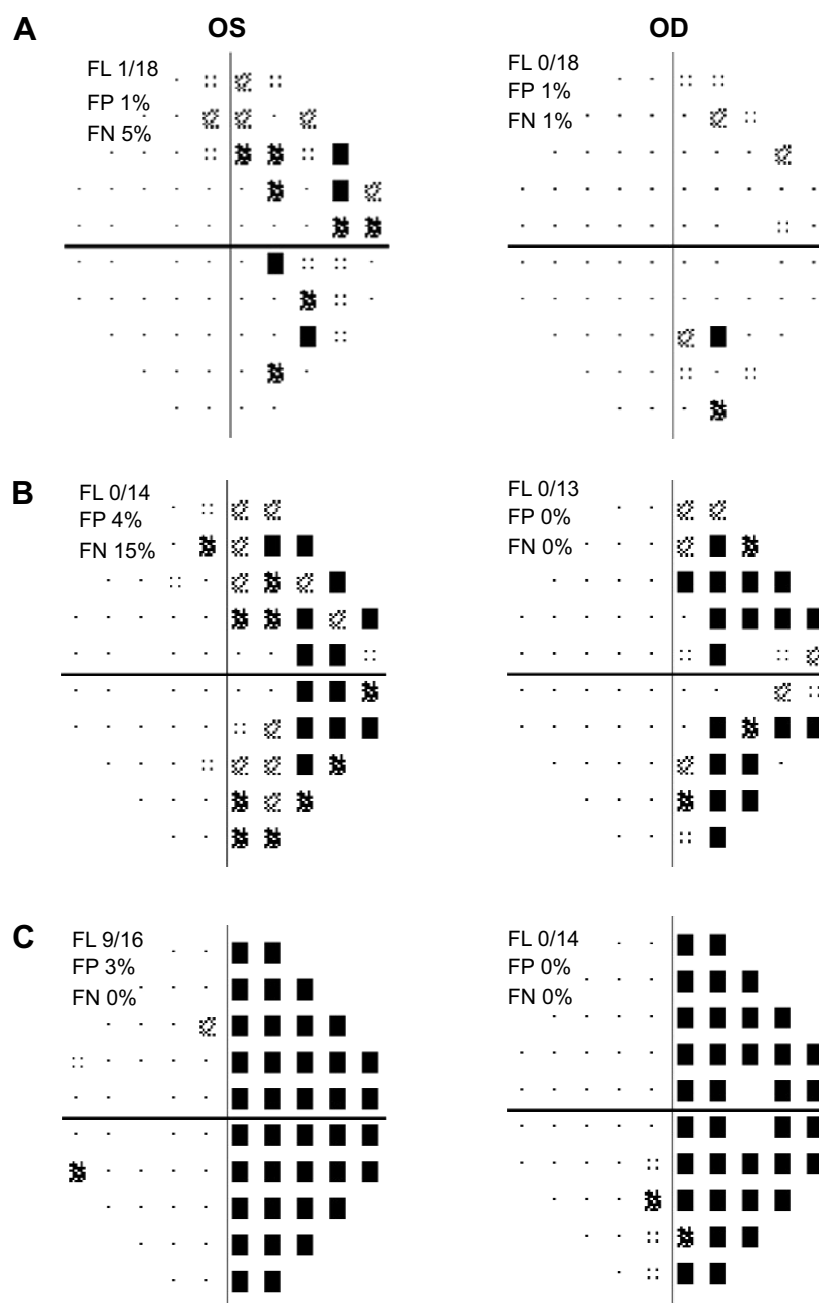 A
OS
OD
FL 1/18
FP 1%
FN 5%
FL 0/18
FP 1%
FN 1%
B
FL 0/14
FP 4%
FN 15%
FL 0/13
FP 0%
FN 0%
C
FL 9/16
FP 3%
FN 0%
FL 0/14
FP 0%
FN 0%